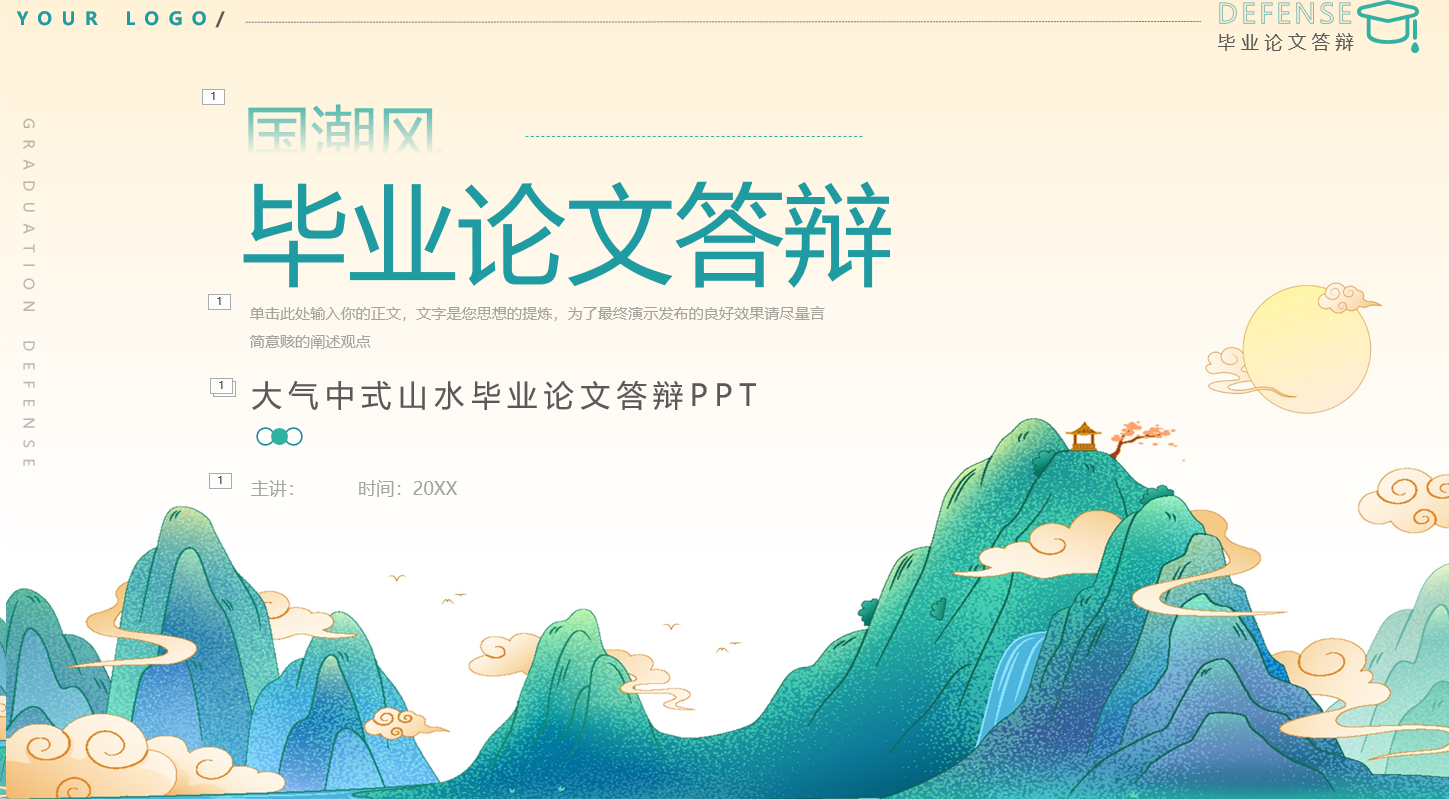 YOUR LOGO/
DEFENSE
毕业论文答辩
GRADUATION DEFENSE
1
国潮风
毕业论文答辩
1
单击此处输入你的正文，文字是您思想的提炼，为了最终演示发布的良好效果请尽量言
简意赅的阐述观点
1
大气中式山水毕业论文答辩PPT
1
主讲： 时间：20XX